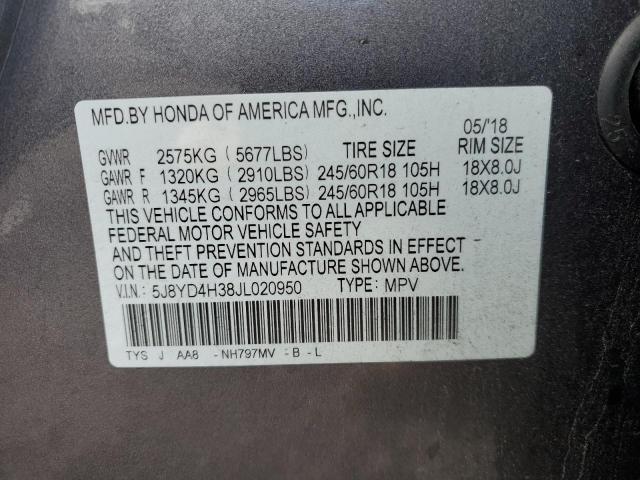 MFD.BY HONDA OF AMERICA MFG.,INC.
05/'18
GVWR 2575KG ( 5677LBS) TIRE SIZE RIM SIZE
GAWR F 1320KG ( 2910LBS) 245/60R18 105H 18X8.0J
GAWR R 1345KG ( 2965LBS) 245/60R18 105H 18X8.0J
THIS VEHICLE CONFORMS TO ALL APPLICABLE
FEDERAL MOTOR VEHICLE SAFETY
AND THEFT PREVENTION STANDARDS IN EFFECT
ON THE DATE OF MANUFACTURE SHOWN ABOVE.
V.I.N.: 5J8YD4H38JL020950 TYPE: MPV
TYS J AA8 -NH797MV -B -L